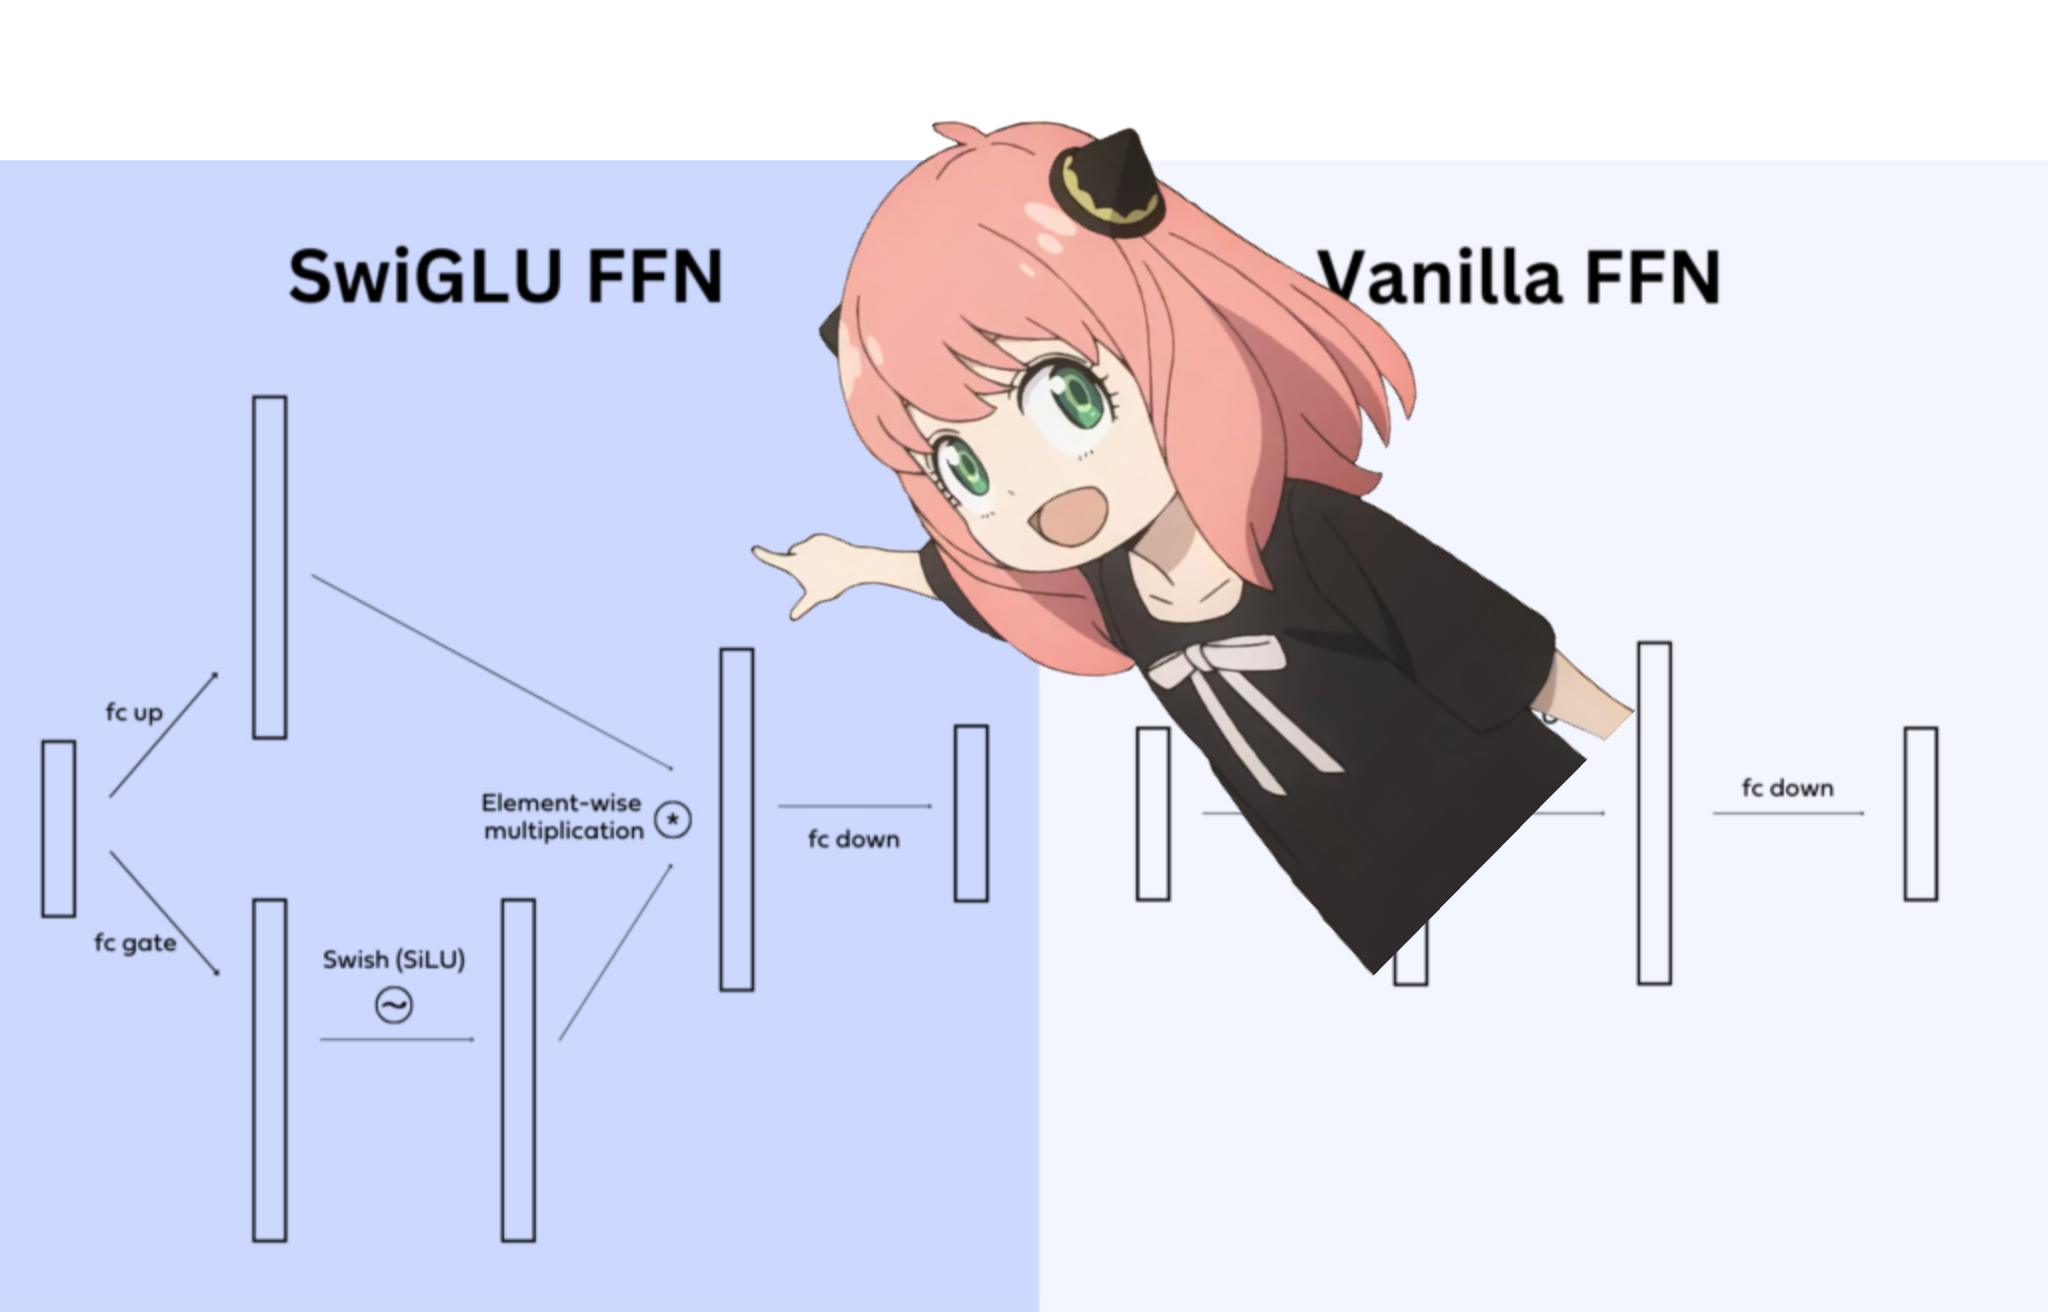 SwiGLU FFN
fc up
fc gate
Swish (SiLU)
Element-wise
multiplication
fc down
Vanilla FFN
fc down